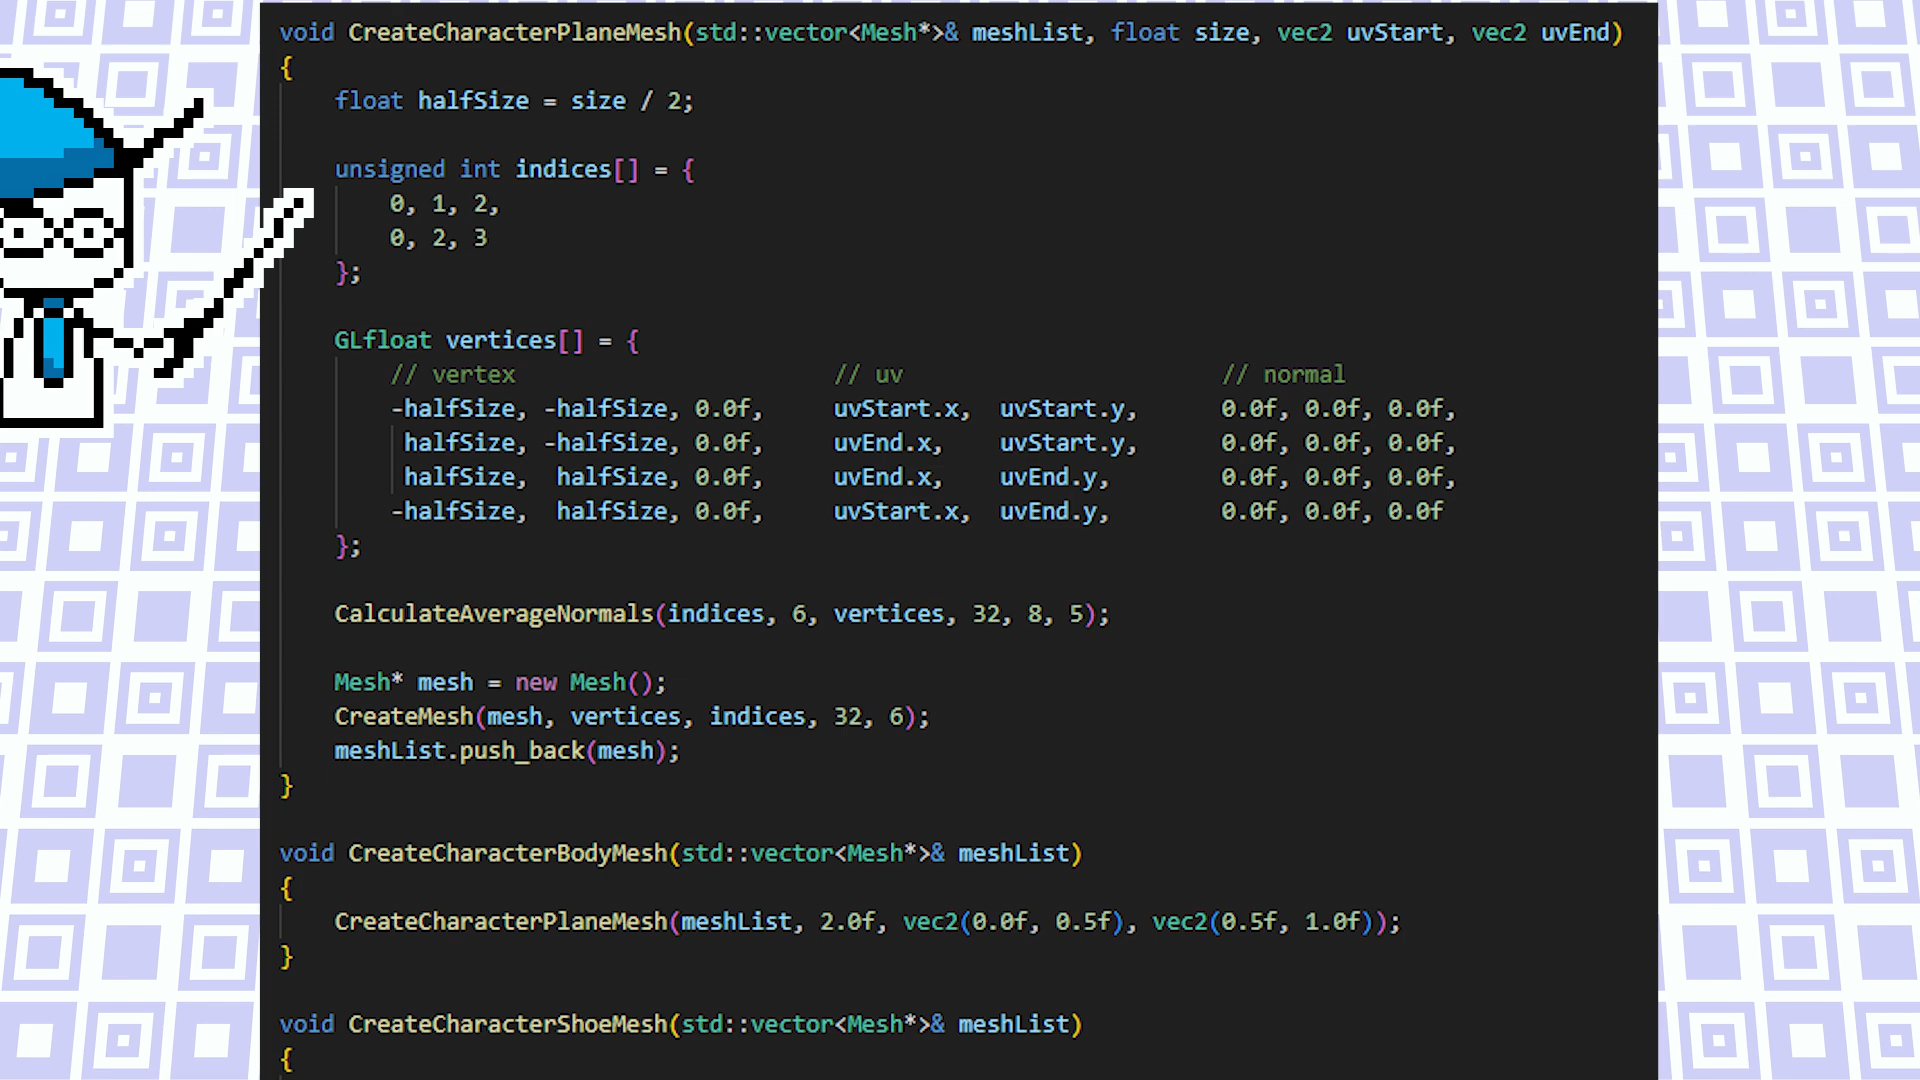 void CreateCharacterPlaneMesh(std::vector<Mesh*>& meshList, float size, vec2 uvStart, vec2 uvEnd)
{
float halfSize = size / 2;
unsigned int indices[] = {
0, 1, 2,
0, 2, 3
};
GLfloat vertices[] = {
// vertex // uv // normal
-halfSize, -halfSize, 0.0f, uvStart.x, uvStart.y, 0.0f, 0.0f, 0.0f,
halfSize, -halfSize, 0.0f, uvEnd.x, uvStart.y, 0.0f, 0.0f, 0.0f,
halfSize, halfSize, 0.0f, uvEnd.x, uvEnd.y, 0.0f, 0.0f, 0.0f,
-halfSize, halfSize, 0.0f, uvStart.x, uvEnd.y, 0.0f, 0.0f, 0.0f
};
CalculateAverageNormals(indices, 6, vertices, 32, 8, 5);
Mesh* mesh = new Mesh();
CreateMesh(mesh, vertices, indices, 32, 6);
meshList.push_back(mesh);
}
void CreateCharacterBodyMesh(std::vector<Mesh*>& meshList)
{
CreateCharacterPlaneMesh(meshList, 2.0f, vec2(0.0f, 0.5f), vec2(0.5f, 1.0f));
}
void CreateCharacterShoeMesh(std::vector<Mesh*>& meshList)
{